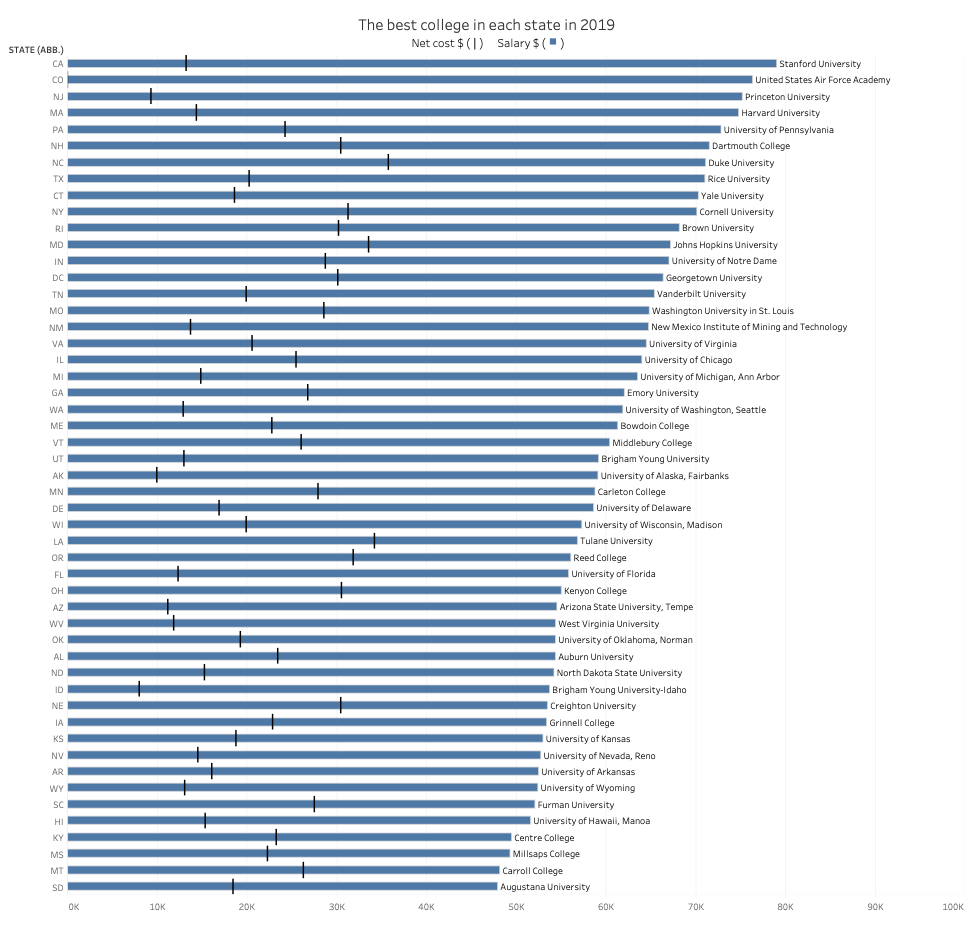 The best college in each state in 2019
Net cost $ ( | ) Salary $ ( )
STATE (ABB.)
CA Stanford University
CO United States Air Force Academy
NJ Princeton University
MA Harvard University
PA University of Pennsylvania
NH Dartmouth College
NC Duke University
TX Rice University
CT Yale University
NY Cornell University
RI Brown University
MD Johns Hopkins University
IN University of Notre Dame
DC Georgetown University
TN Vanderbilt University
MO Washington University in St. Louis
NM New Mexico Institute of Mining and Technology
VA University of Virginia
IL University of Chicago
MI University of Michigan, Ann Arbor
GA Emory University
WA University of Washington, Seattle
ME Bowdoin College
VT Middlebury College
UT Brigham Young University
AK University of Alaska, Fairbanks
MN Carleton College
DE University of Delaware
WI University of Wisconsin, Madison
LA Tulane University
OR Reed College
FL University of Florida
OH Kenyon College
AZ Arizona State University, Tempe
WV West Virginia University
OK University of Oklahoma, Norman
AL Auburn University
ND North Dakota State University
ID Brigham Young University-Idaho
NE Creighton University
IA Grinnell College
KS University of Kansas
NV University of Nevada, Reno
AR University of Arkansas
WY University of Wyoming
SC Furman University
HI University of Hawaii, Manoa
KY Centre College
MS Millsaps College
MT Carroll College
SD Augustana University
0K 10K 20K 30K 40K 50K 60K 70K 80K 90K 100K